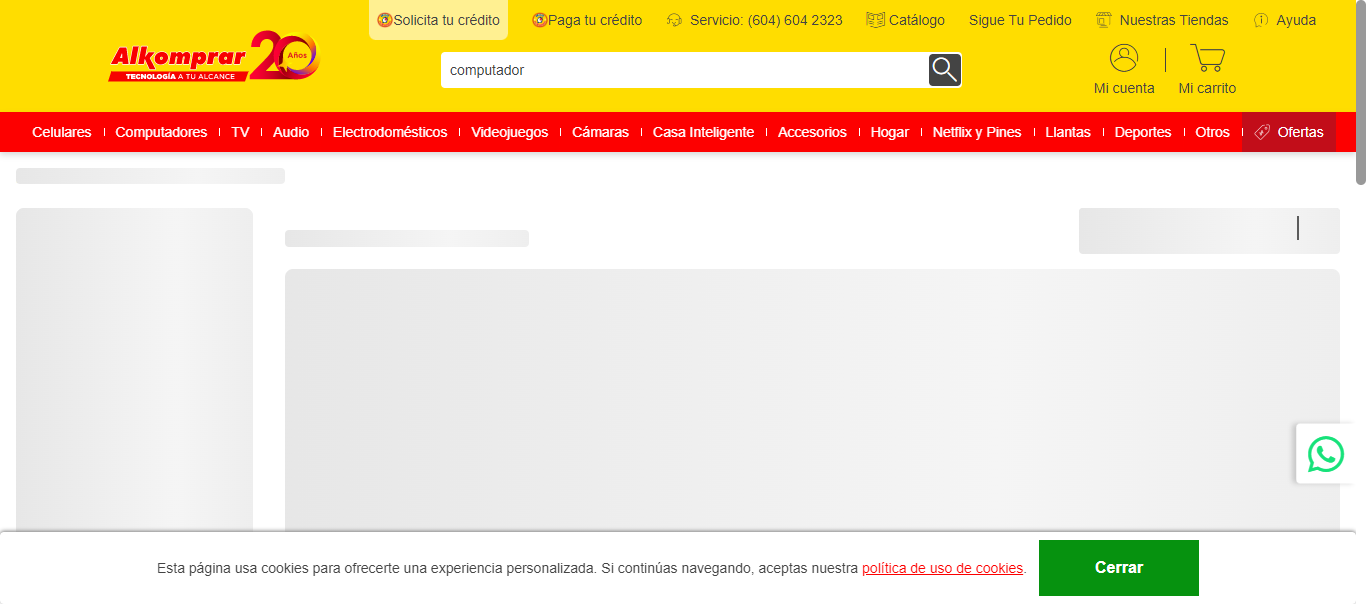 Solicita tu crédito
Paga tu crédito
Servicio: (604) 604 2323
Catálogo
Sigue Tu Pedido
Nuestras Tiendas
Ayuda
Alkomprar 20 Años
TECNOLOGÍA A TU ALCANCE
computador
Mi cuenta
Mi carrito
Celulares
Computadores
TV
Audio
Electrodomésticos
Videojuegos
Cámaras
Casa Inteligente
Accesorios
Hogar
Netflix y Pines
Llantas
Deportes
Otros
Ofertas
Esta página usa cookies para ofrecerte una experiencia personalizada. Si continúas navegando, aceptas nuestra política de uso de cookies.
Cerrar